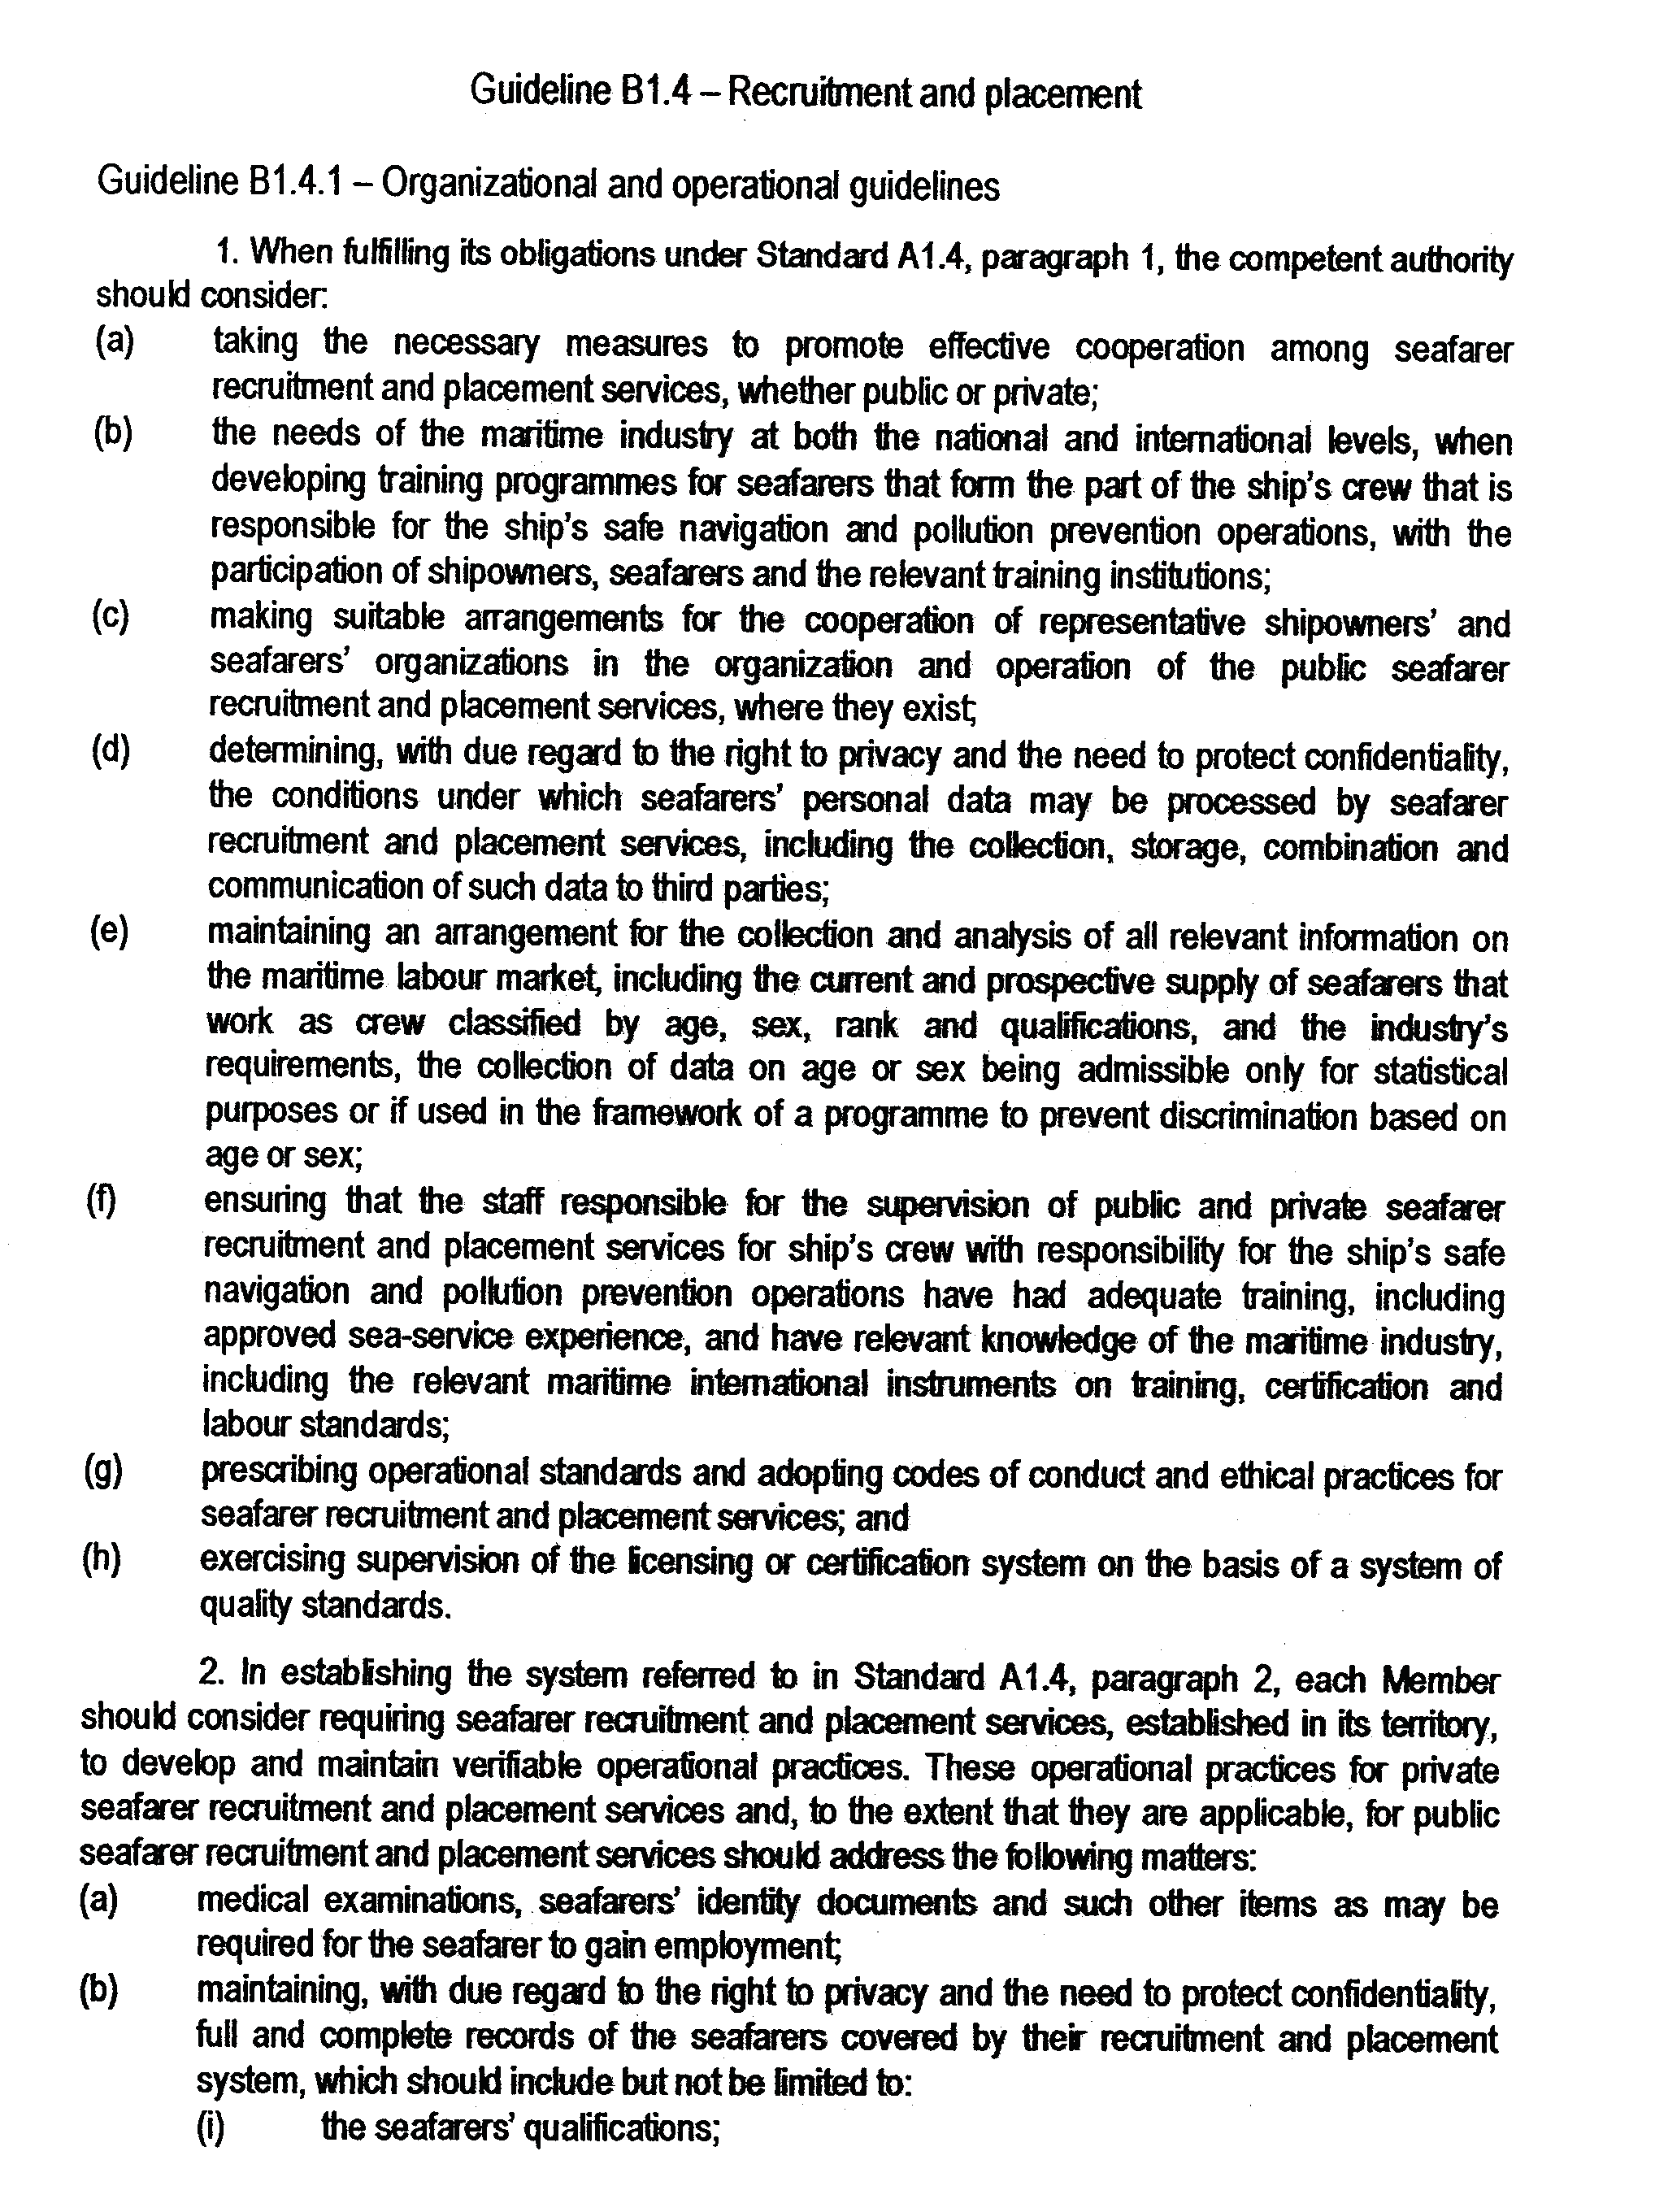 Guideline B1.4 – Recruitment and placement
Guideline B1.4.1 – Organizational and operational guidelines
1. When fulfilling its obligations under Standard A1.4, paragraph 1, the competent authority
should consider:
(a) taking the necessary measures to promote effective cooperation among seafarer
recruitment and placement services, whether public or private;
(b) the needs of the maritime industry at both the national and international levels, when
developing training programmes for seafarers that form the part of the ship's crew that is
responsible for the ship's safe navigation and pollution prevention operations, with the
participation of shipowners, seafarers and the relevant training institutions;
(c) making suitable arrangements for the cooperation of representative shipowners' and
seafarers' organizations in the organization and operation of the public seafarer
recruitment and placement services, where they exist;
(d) determining, with due regard to the right to privacy and the need to protect confidentiality,
the conditions under which seafarers' personal data may be processed by seafarer
recruitment and placement services, including the collection, storage, combination and
communication of such data to third parties;
(e) maintaining an arrangement for the collection and analysis of all relevant information on
the maritime labour market, including the current and prospective supply of seafarers that
work as crew classified by age, sex, rank and qualifications, and the industry's
requirements, the collection of data on age or sex being admissible only for statistical
purposes or if used in the framework of a programme to prevent discrimination based on
age or sex;
(f) ensuring that the staff responsible for the supervision of public and private seafarer
recruitment and placement services for ship's crew with responsibility for the ship's safe
navigation and pollution prevention operations have had adequate training, including
approved sea-service experience, and have relevant knowledge of the maritime industry,
including the relevant maritime international instruments on training, certification and
labour standards;
(g) prescribing operational standards and adopting codes of conduct and ethical practices for
seafarer recruitment and placement services; and
(h) exercising supervision of the licensing or certification system on the basis of a system of
quality standards.
2. In establishing the system referred to in Standard A1.4, paragraph 2, each Member
should consider requiring seafarer recruitment and placement services, established in its territory,
to develop and maintain verifiable operational practices. These operational practices for private
seafarer recruitment and placement services and, to the extent that they are applicable, for public
seafarer recruitment and placement services should address the following matters:
(a) medical examinations, seafarers' identity documents and such other items as may be
required for the seafarer to gain employment;
(b) maintaining, with due regard to the right to privacy and the need to protect confidentiality,
full and complete records of the seafarers covered by their recruitment and placement
system, which should include but not be limited to:
(i) the seafarers' qualifications;